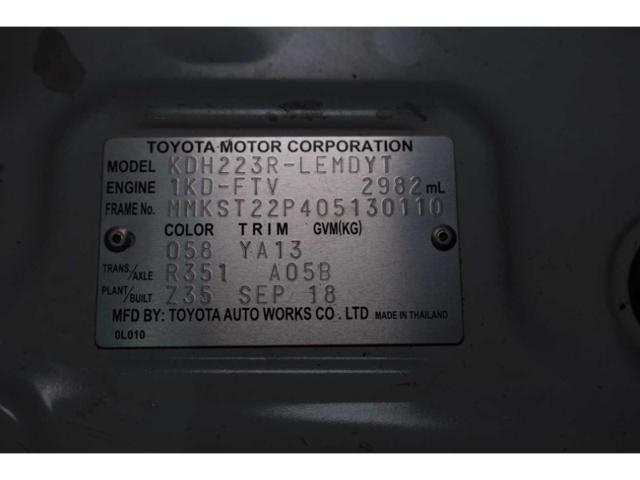 TOYOTA MOTOR CORPORATION
MODEL KDH223R-LEMDYT
ENGINE 1KD-FTV 2982 mL
FRAME No. MMKST22P405130110
COLOR TRIM GVM(KG)
058 YA13
TRANS./AXLE R351 A05B
PLANT/BUILT Z35 SEP 18
MFD BY: TOYOTA AUTO WORKS CO. LTD MADE IN THAILAND
0L010